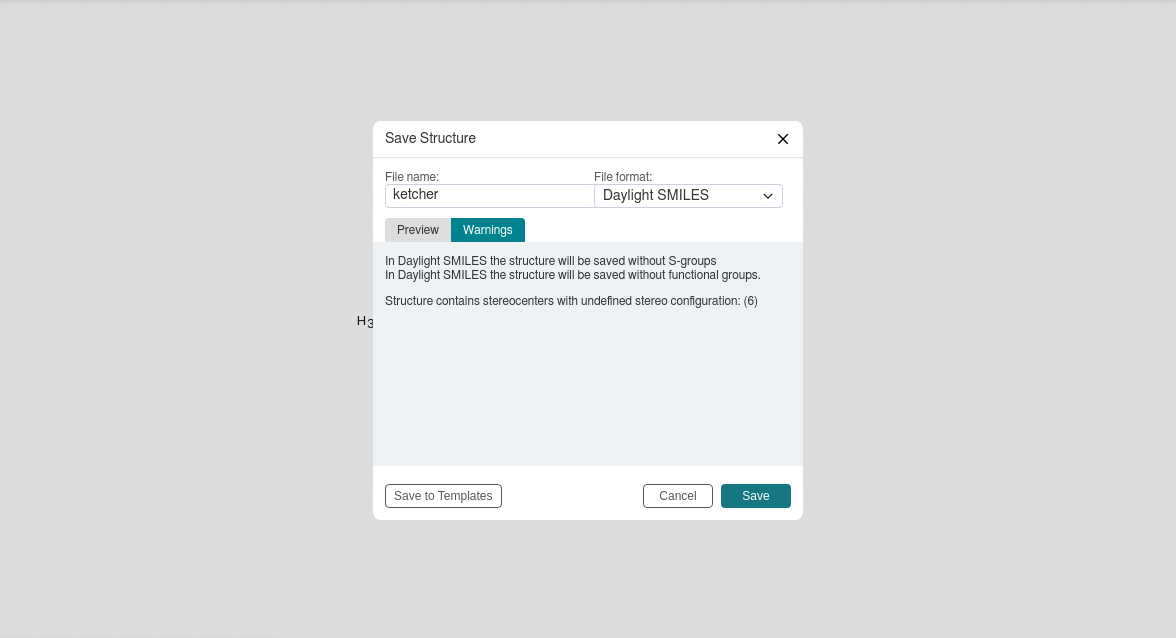 Save Structure
File name:
File format:
ketcher
Daylight SMILES
Preview
Warnings
In Daylight SMILES the structure will be saved without S-groups
In Daylight SMILES the structure will be saved without functional groups.
Structure contains stereocenters with undefined stereo configuration: (6)
H3
Save to Templates
Cancel
Save